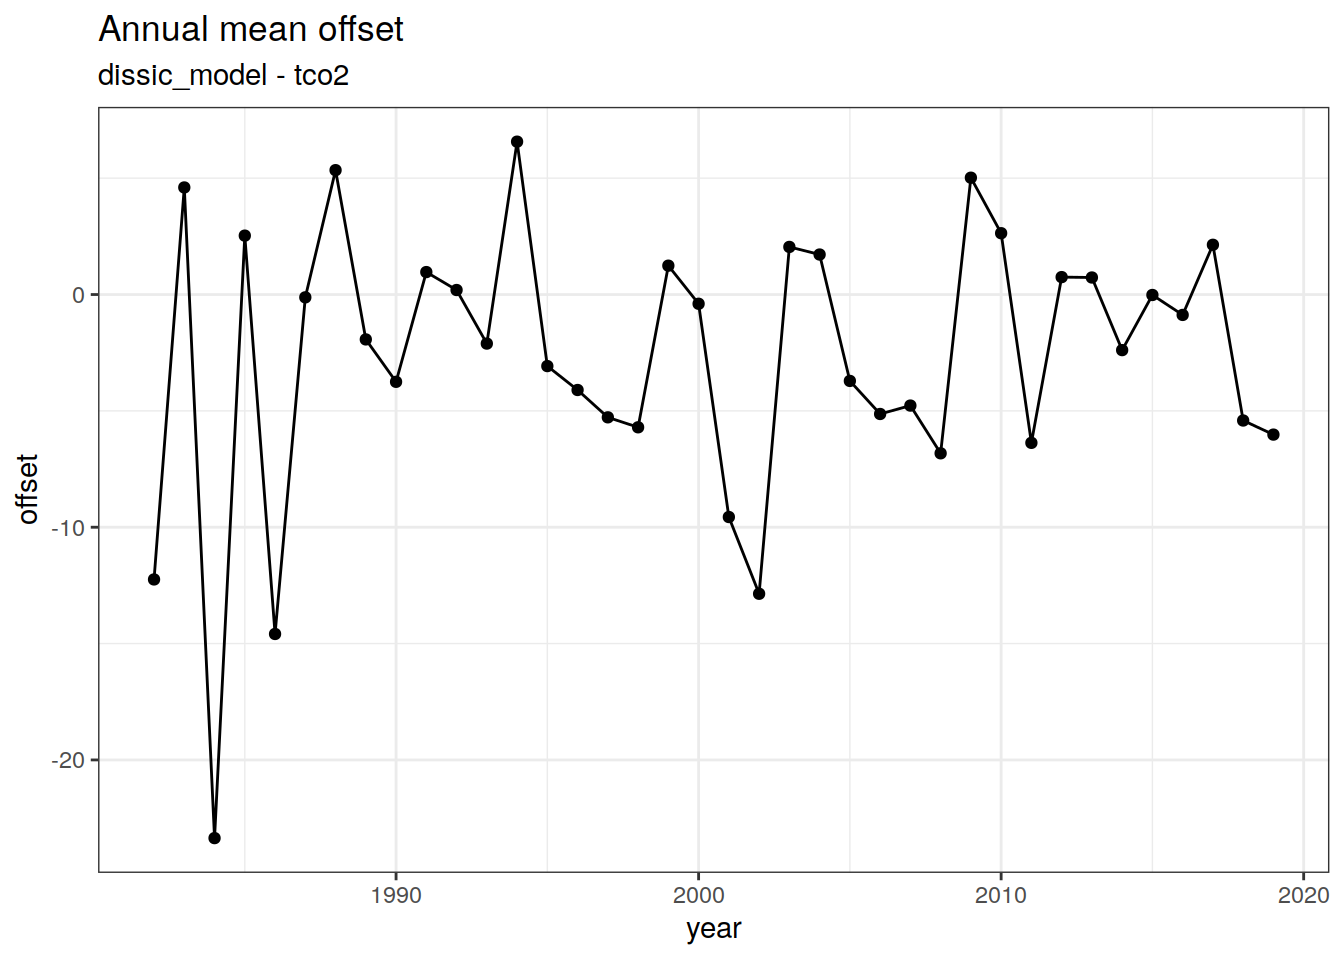 Annual mean offset
dissic_model - tco2
offset
0
-10
-20
1990
2000
2010
2020
year